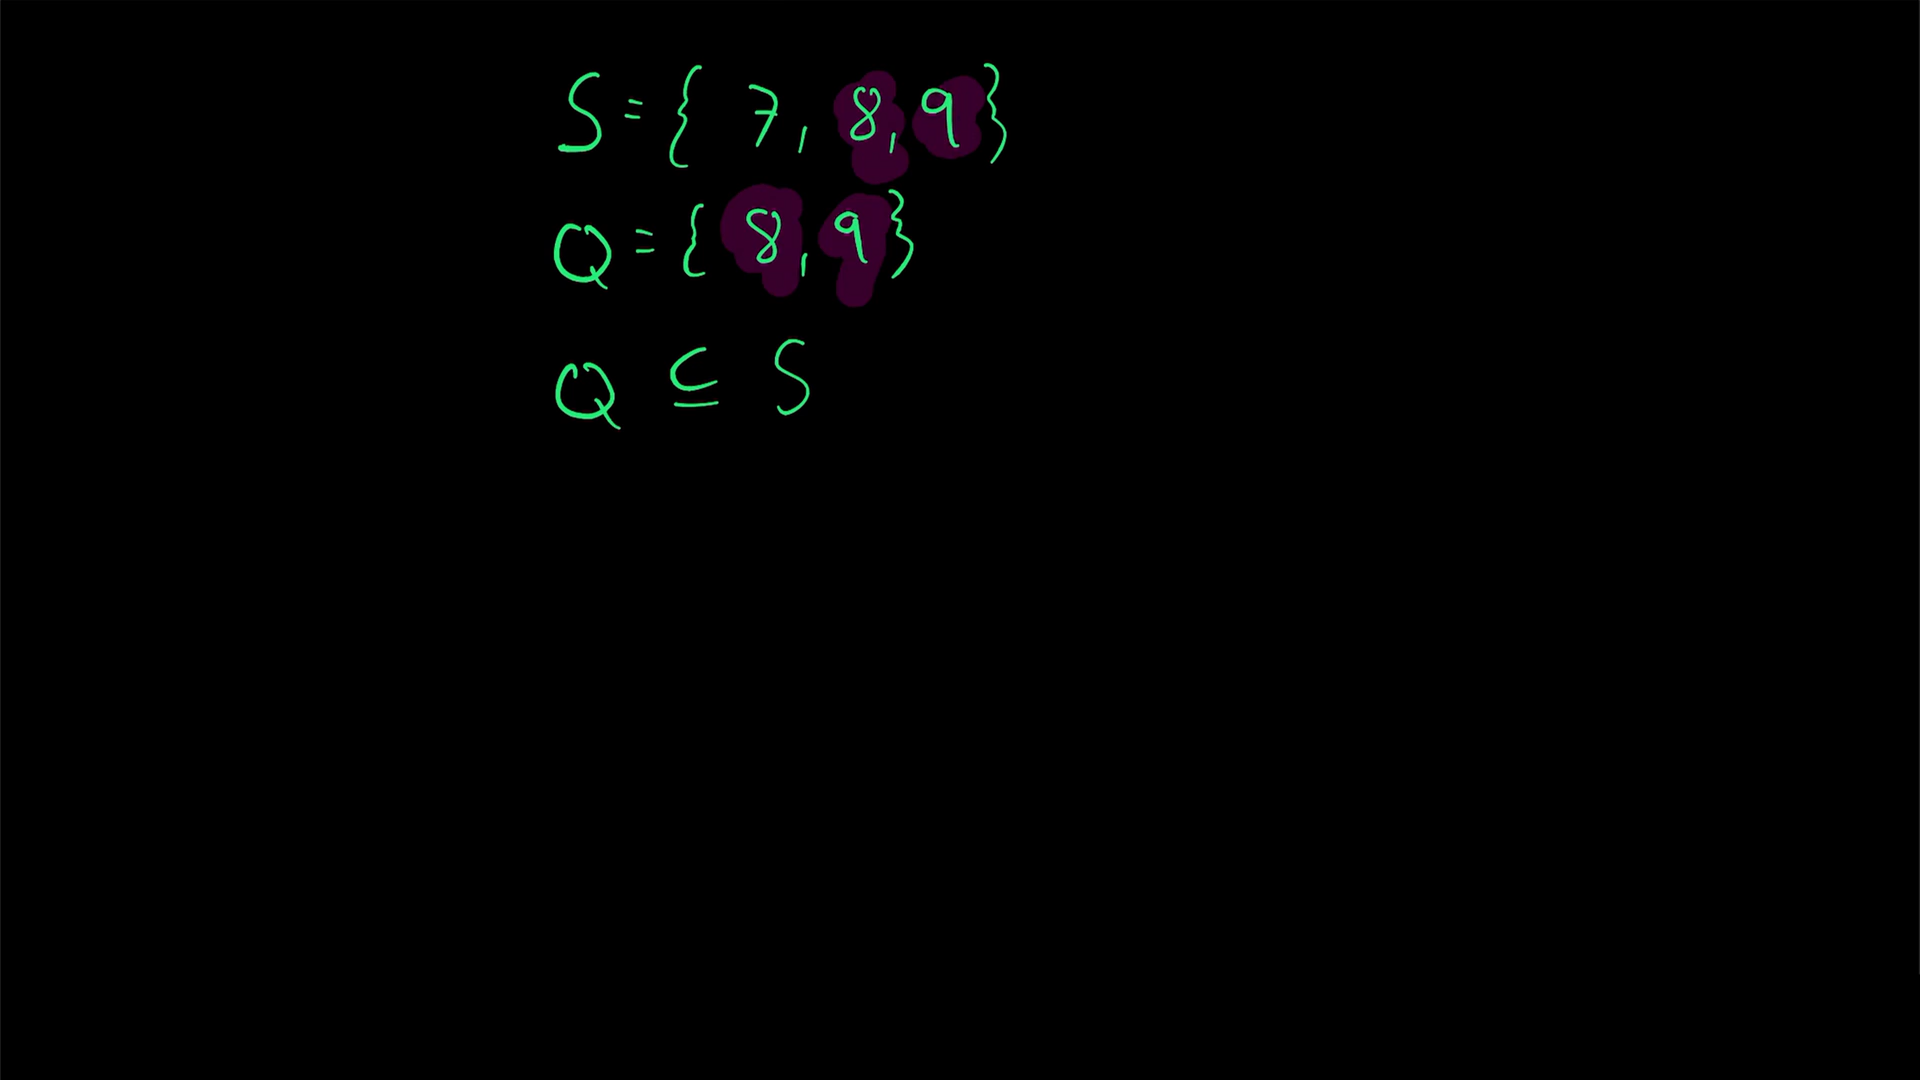 S = { 7, 8, 9 }
Q = { 8, 9 }
Q ⊆ S